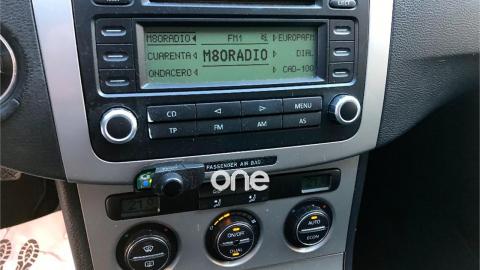 M80RADIO FM1 EUROPAFM
CUARENTA M80RADIO DIAL
ONDACERO CAD-100
CD MENU
TP FM AM AS
PASSENGER AIR BAG
one
ON/OFF
AUTO
ECON